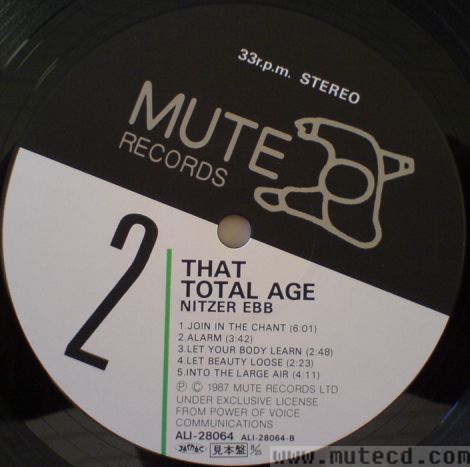 33r.p.m. STEREO
MUTE
RECORDS
2
THAT
TOTAL AGE
NITZER EBB
1.JOIN IN THE CHANT (6:01)
2.ALARM (3:42)
3.LET YOUR BODY LEARN (2:48)
4.LET BEAUTY LOOSE (2:23)
5.INTO THE LARGE AIR (4:11)
Ⓟ © 1987 MUTE RECORDS LTD
UNDER EXCLUSIVE LICENSE
FROM POWER OF VOICE
COMMUNICATIONS
ALI-28064 ALI-28064-B
見本盤
www.mutecd.com